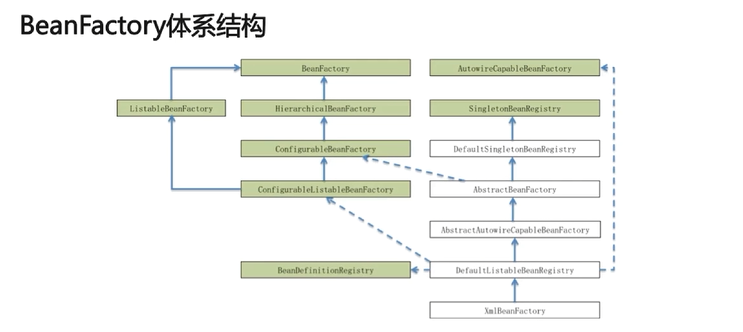 BeanFactory体系结构
BeanFactory
AutowireCapableBeanFactory
ListableBeanFactory
HierarchicalBeanFactory
SingletonBeanRegistry
ConfigurableBeanFactory
DefaultSingletonBeanRegistry
ConfigurableListableBeanFactory
AbstractBeanFactory
AbstractAutowireCapableBeanFactory
BeanDefinitionRegistry
DefaultListableBeanRegistry
XmlBeanFactory